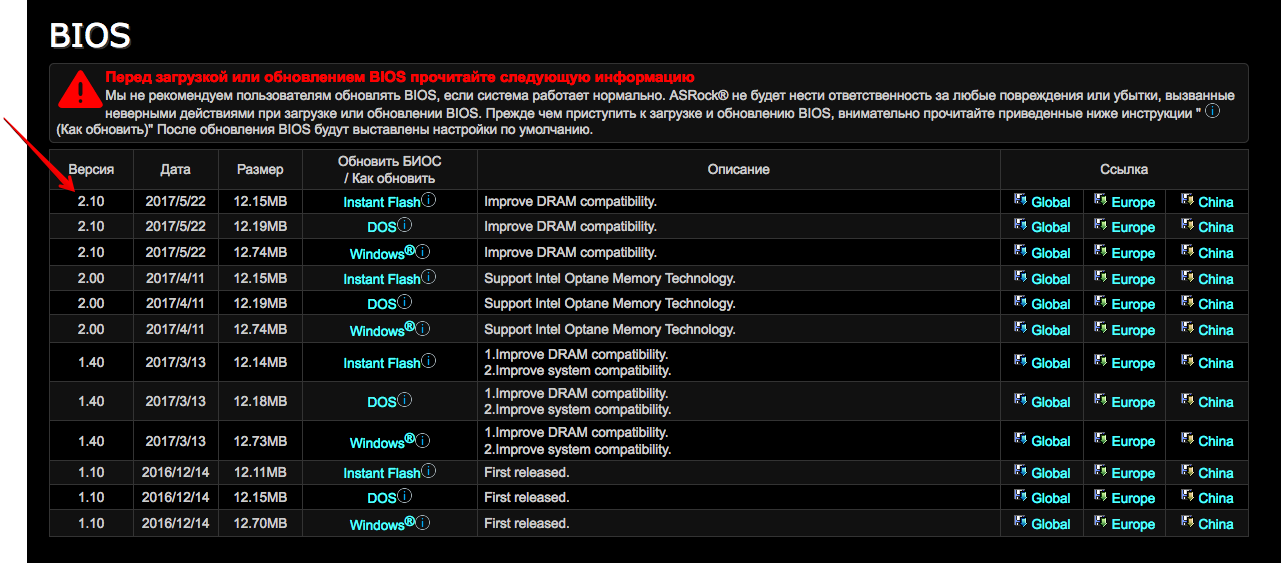 BIOS
Перед загрузкой или обновлением BIOS прочитайте следующую информацию
Мы не рекомендуем пользователям обновлять BIOS, если система работает нормально. ASRock® не будет нести ответственность за любые повреждения или убытки, вызванные
неверными действиями при загрузке или обновлении BIOS. Прежде чем приступить к загрузке и обновлению BIOS, внимательно прочитайте приведенные ниже инструкции "
(Как обновить)" После обновления BIOS будут выставлены настройки по умолчанию.
Версия Дата Размер Обновить БИОС / Как обновить Описание Ссылка
2.10 2017/5/22 12.15MB Instant Flash Improve DRAM compatibility. Global Europe China
2.10 2017/5/22 12.19MB DOS Improve DRAM compatibility. Global Europe China
2.10 2017/5/22 12.74MB Windows® Improve DRAM compatibility. Global Europe China
2.00 2017/4/11 12.15MB Instant Flash Support Intel Optane Memory Technology. Global Europe China
2.00 2017/4/11 12.19MB DOS Support Intel Optane Memory Technology. Global Europe China
2.00 2017/4/11 12.74MB Windows® Support Intel Optane Memory Technology. Global Europe China
1.40 2017/3/13 12.14MB Instant Flash 1.Improve DRAM compatibility.
2.Improve system compatibility. Global Europe China
1.40 2017/3/13 12.18MB DOS 1.Improve DRAM compatibility.
2.Improve system compatibility. Global Europe China
1.40 2017/3/13 12.73MB Windows® 1.Improve DRAM compatibility.
2.Improve system compatibility. Global Europe China
1.10 2016/12/14 12.11MB Instant Flash First released. Global Europe China
1.10 2016/12/14 12.15MB DOS First released. Global Europe China
1.10 2016/12/14 12.70MB Windows® First released. Global Europe China